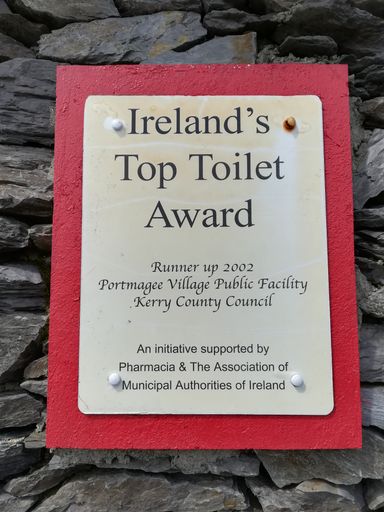 Ireland's
Top Toilet
Award
Runner up 2002
Portmagee Village Public Facility
Kerry County Council
An initiative supported by
Pharmacia & The Association of
Municipal Authorities of Ireland